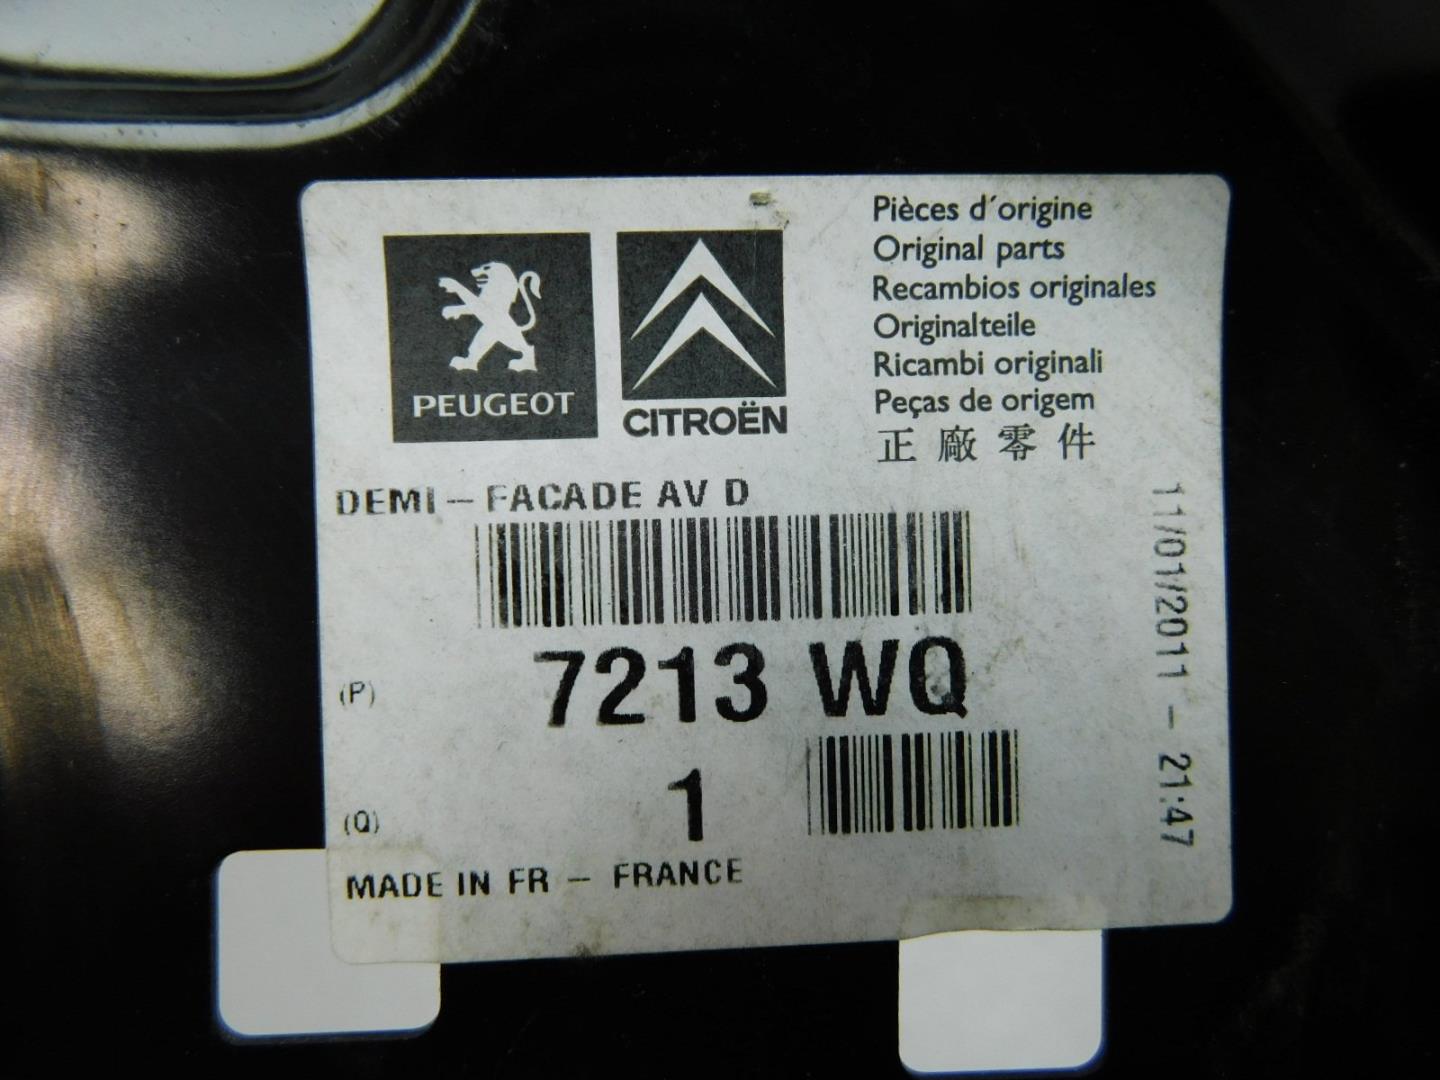 PEUGEOT
CITROËN
Pièces d'origine
Original parts
Recambios originales
Originalteile
Ricambi originali
Peças de origem
正廠零件
DEMI - FACADE AV D
(P) 7213 WQ
(Q) 1
MADE IN FR - FRANCE
11/01/2011 - 21:47